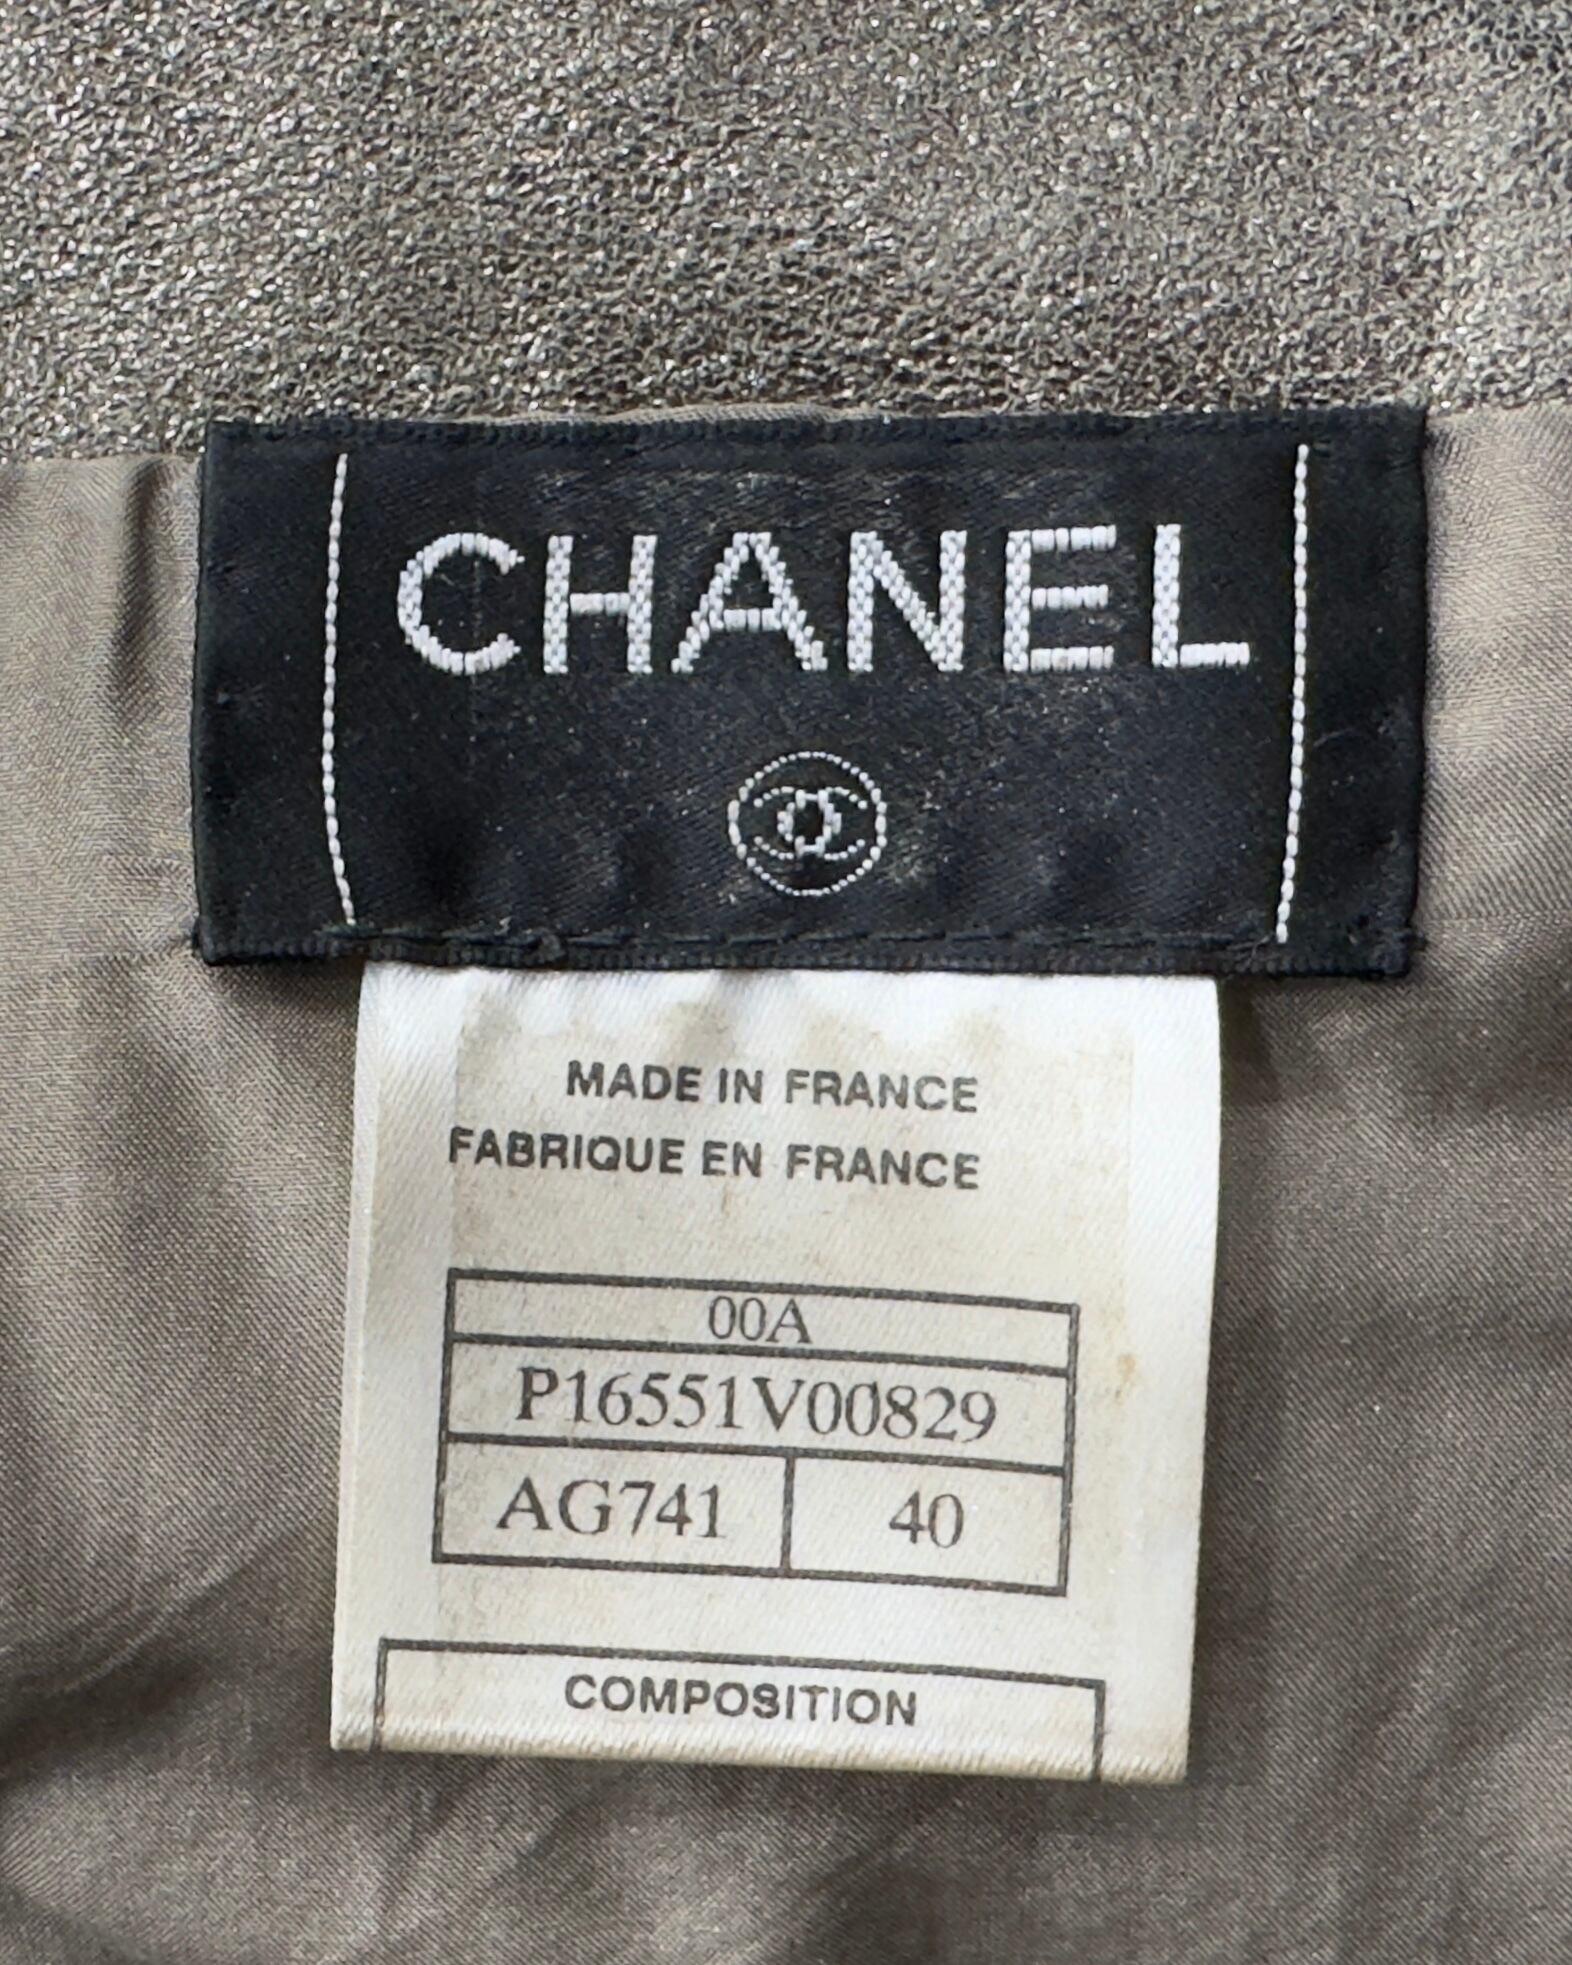 CHANEL
MADE IN FRANCE
FABRIQUE EN FRANCE
00A
P16551V00829
AG741 40
COMPOSITION